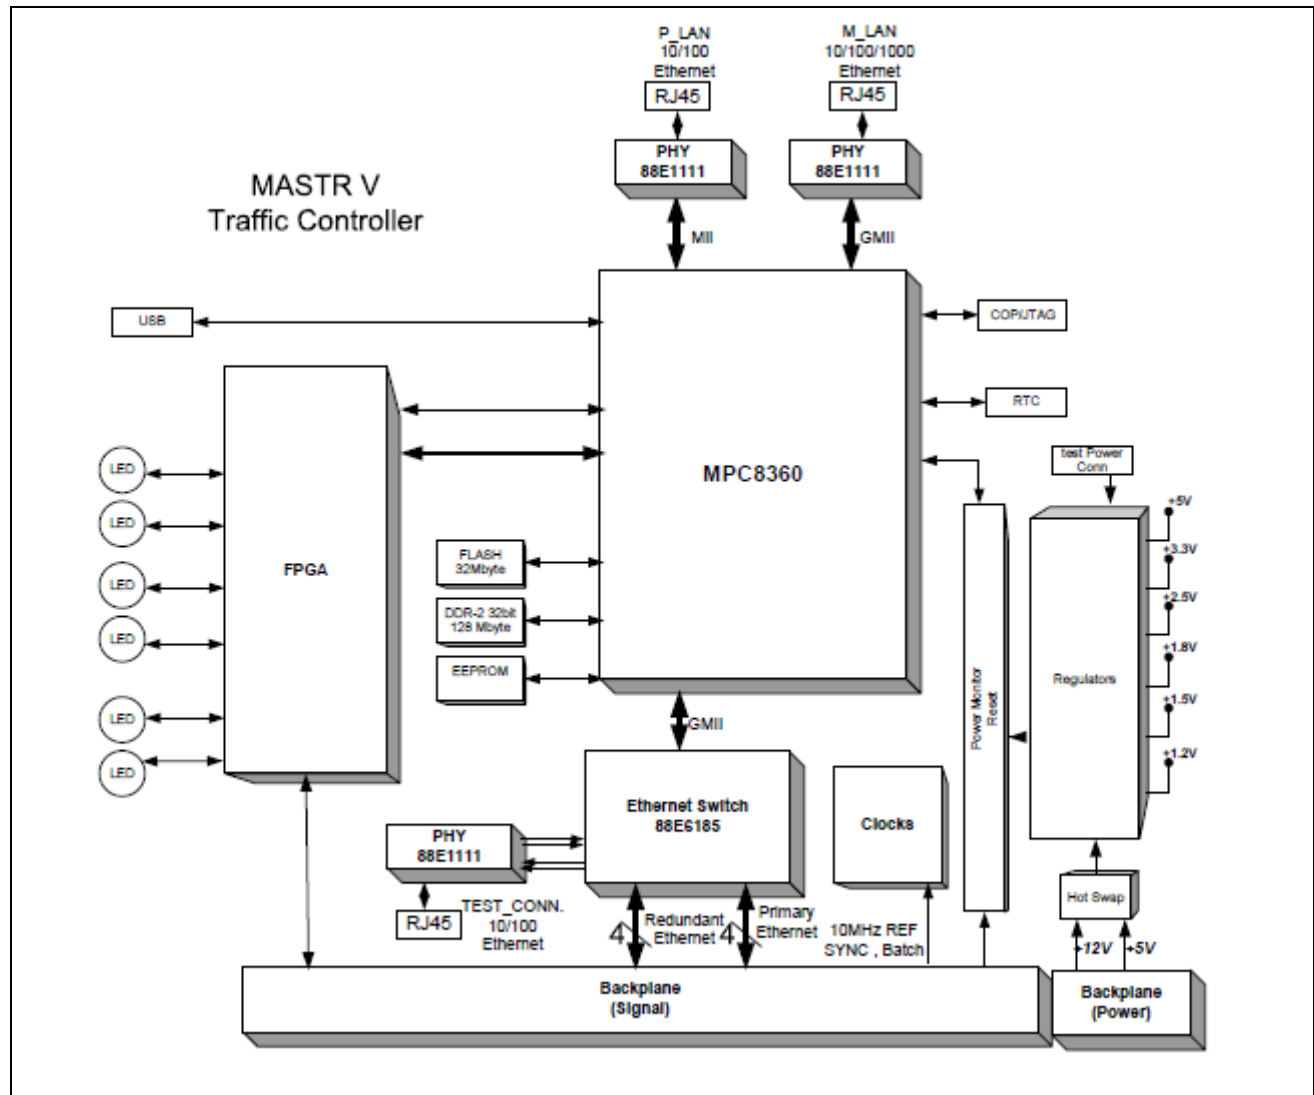 P_LAN
10/100
Ethernet
RJ45
M_LAN
10/100/1000
Ethernet
RJ45
PHY
88E1111
PHY
88E1111
MASTR V
Traffic Controller
MII
GMII
USB
COP/JTAG
RTC
MPC8360
test Power
Conn
+5V
+3.3V
+2.5V
+1.8V
+1.5V
+1.2V
LED
LED
LED
LED
LED
LED
FPGA
FLASH
32Mbyte
DDR-2 32bit
128 Mbyte
EEPROM
Power Monitor
Reset
Regulators
GMII
Ethernet Switch
88E6185
Clocks
PHY
88E1111
RJ45
TEST_CONN.
10/100
Ethernet
4
Redundant
Ethernet
4
Primary
Ethernet
10MHz REF
SYNC , Batch
Hot Swap
+12V
+5V
Backplane
(Signal)
Backplane
(Power)